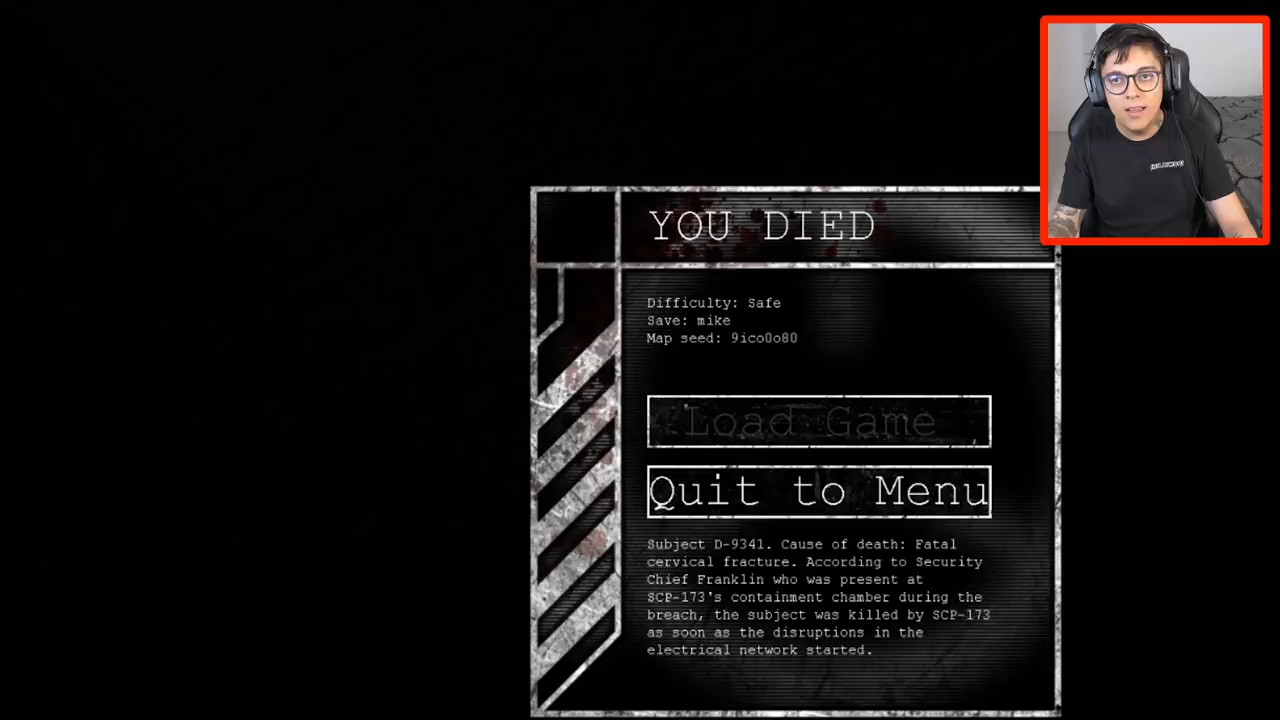 YOU DIED
Difficulty: Safe
Save: mike
Map seed: 9ico0o80
Load Game
Quit to Menu
Subject D-9341. Cause of death: Fatal
cervical fracture. According to Security
Chief Franklin who was present at
SCP-173's containment chamber during the
breach, the subject was killed by SCP-173
as soon as the disruptions in the
electrical network started.